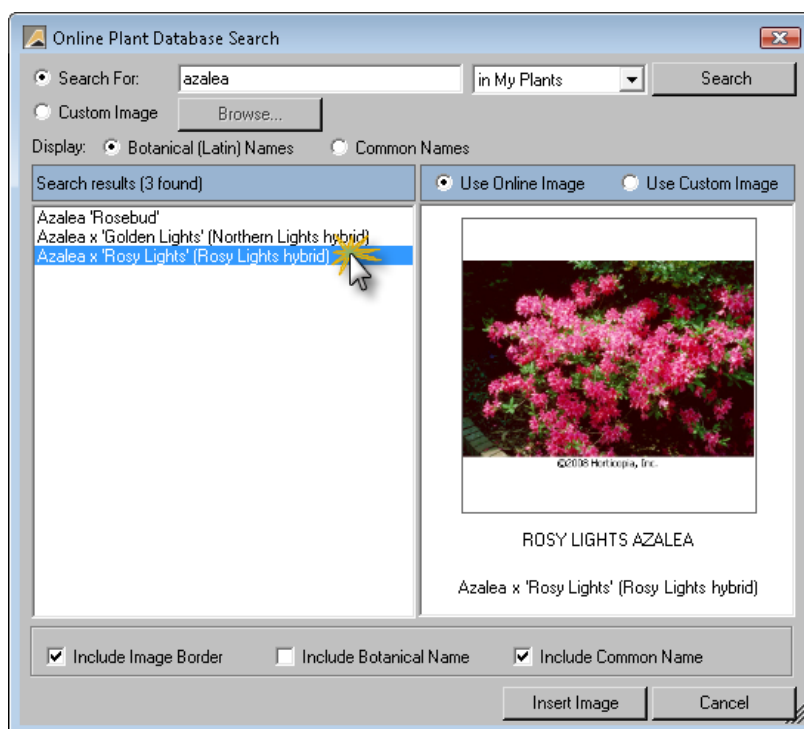 Online Plant Database Search
Search For: azalea in My Plants Search
Custom Image Browse...
Display: Botanical (Latin) Names Common Names
Search results (3 found) Use Online Image Use Custom Image
Azalea 'Rosebud'
Azalea x 'Golden Lights' (Northern Lights hybrid)
Azalea x 'Rosy Lights' (Rosy Lights hybrid)
©2008 Horticopia, Inc.
ROSY LIGHTS AZALEA
Azalea x 'Rosy Lights' (Rosy Lights hybrid)
Include Image Border Include Botanical Name Include Common Name
Insert Image Cancel